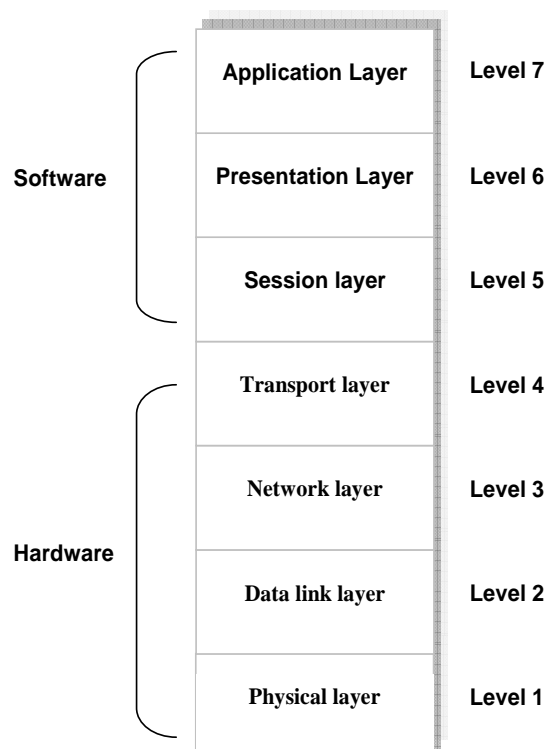 Application Layer Level 7
Software
Presentation Layer Level 6
Session layer Level 5
Transport layer Level 4
Network layer Level 3
Hardware
Data link layer Level 2
Physical layer Level 1